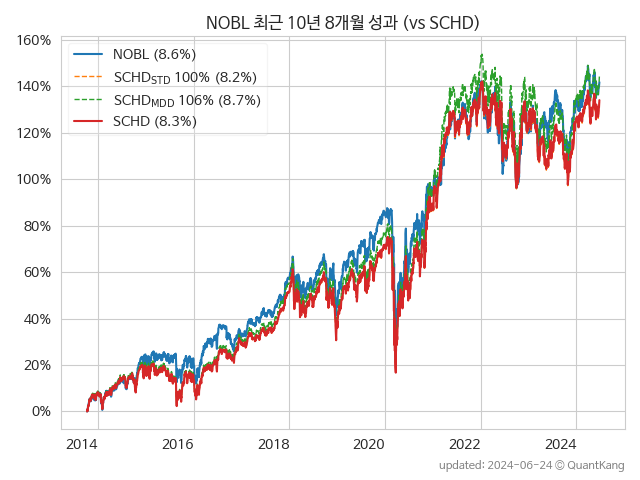 NOBL 최근 10년 8개월 성과 (vs SCHD)
160%
140%
120%
100%
80%
60%
40%
20%
0%
NOBL (8.6%)
SCHD_STD 100% (8.2%)
SCHD_MDD 106% (8.7%)
SCHD (8.3%)
2014 2016 2018 2020 2022 2024
updated: 2024-06-24 @ QuantKang